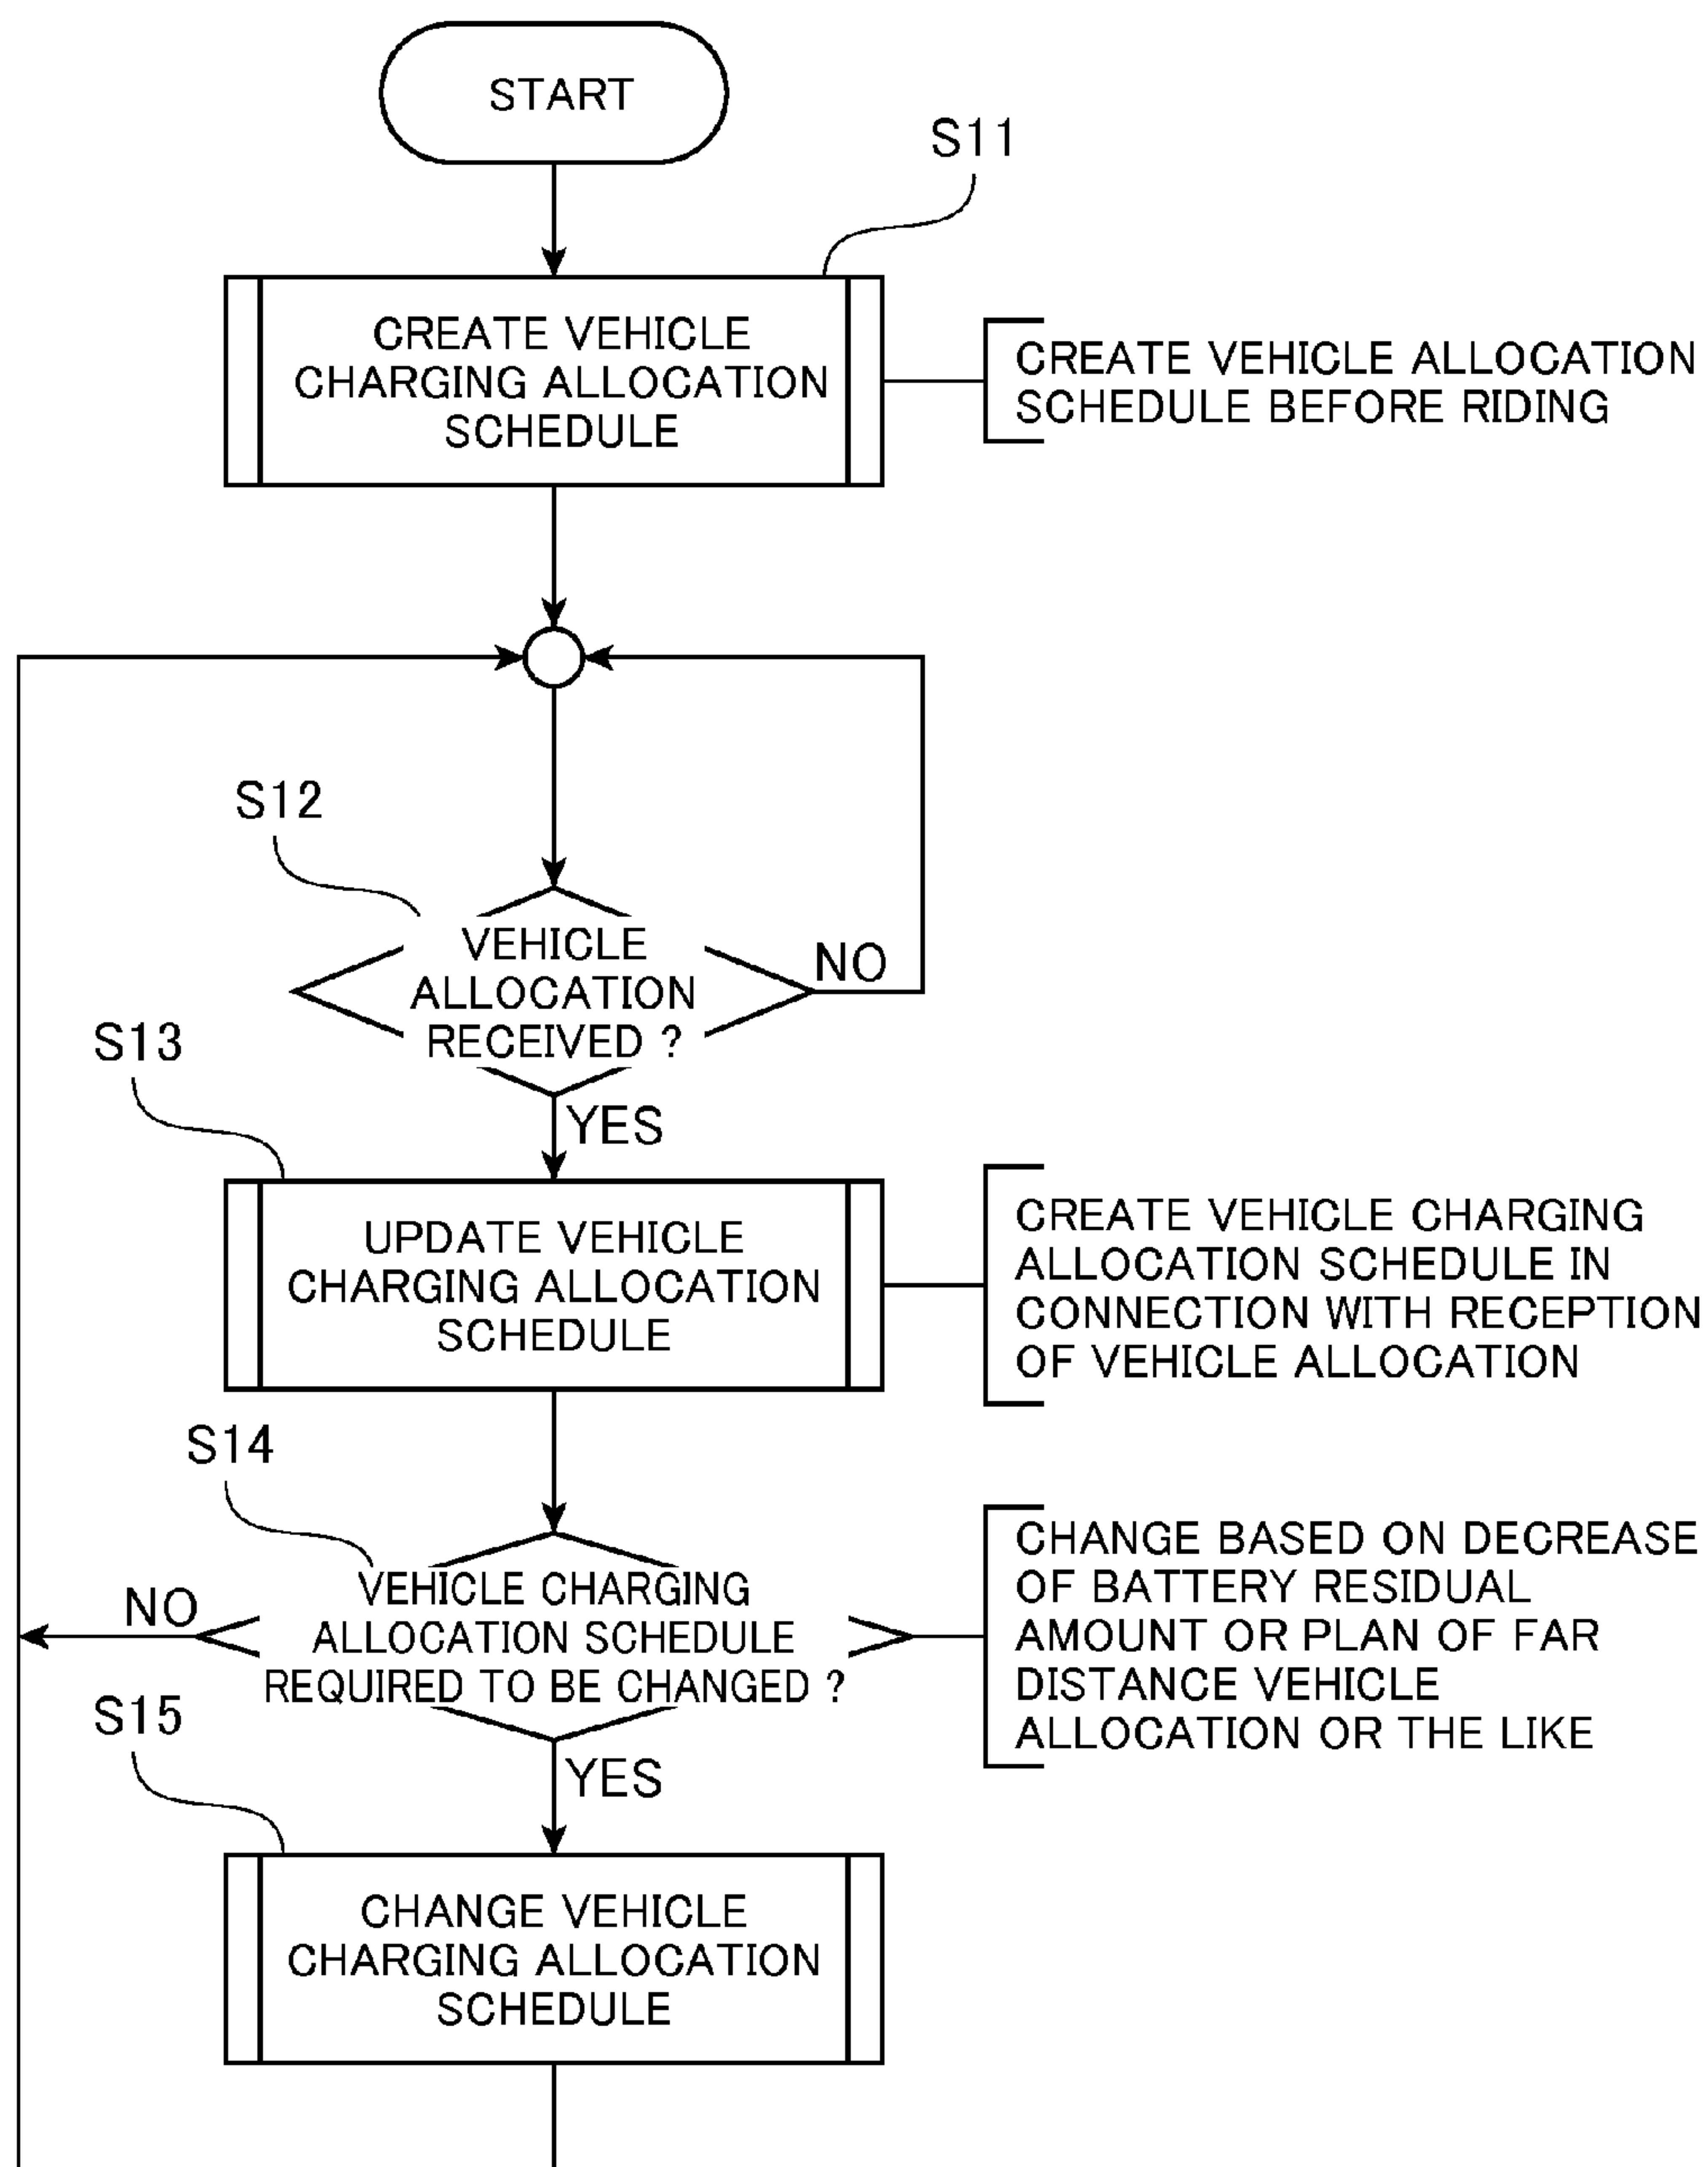 START
S11
CREATE VEHICLE
CHARGING ALLOCATION
SCHEDULE
CREATE VEHICLE ALLOCATION
SCHEDULE BEFORE RIDING
S12
VEHICLE
ALLOCATION
RECEIVED ?
NO
YES
S13
UPDATE VEHICLE
CHARGING ALLOCATION
SCHEDULE
CREATE VEHICLE CHARGING
ALLOCATION SCHEDULE IN
CONNECTION WITH RECEPTION
OF VEHICLE ALLOCATION
S14
VEHICLE CHARGING
ALLOCATION SCHEDULE
REQUIRED TO BE CHANGED ?
NO
YES
CHANGE BASED ON DECREASE
OF BATTERY RESIDUAL
AMOUNT OR PLAN OF FAR
DISTANCE VEHICLE
ALLOCATION OR THE LIKE
S15
CHANGE VEHICLE
CHARGING ALLOCATION
SCHEDULE